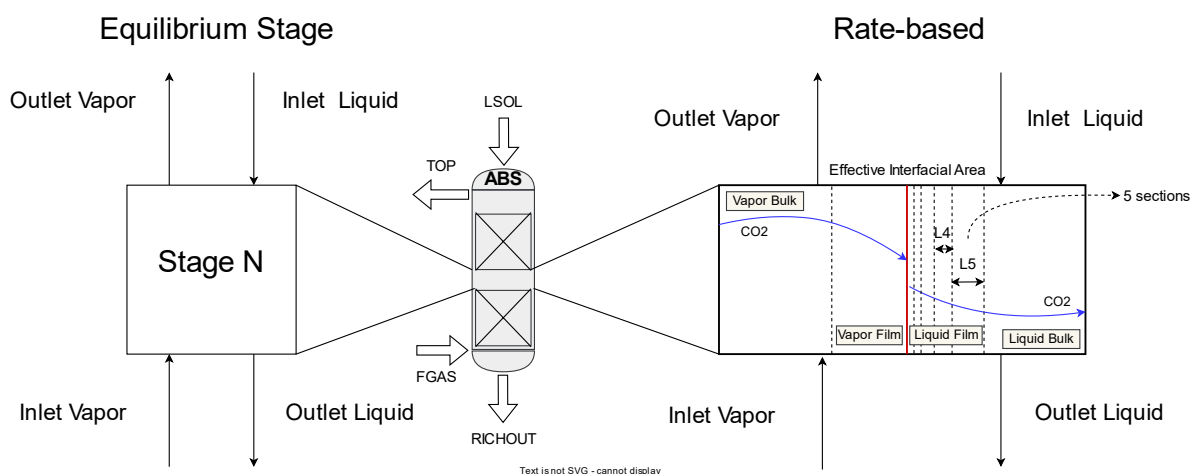 Equilibrium Stage
Rate-based
Outlet Vapor
Inlet Liquid
LSOL
TOP
ABS
Stage N
FGAS
RICHOUT
Inlet Vapor
Outlet Liquid
Outlet Vapor
Inlet Liquid
Effective Interfacial Area
Vapor Bulk
CO2
5 sections
L4
L5
CO2
Vapor Film
Liquid Film
Liquid Bulk
Inlet Vapor
Outlet Liquid
Text is not SVG - cannot display